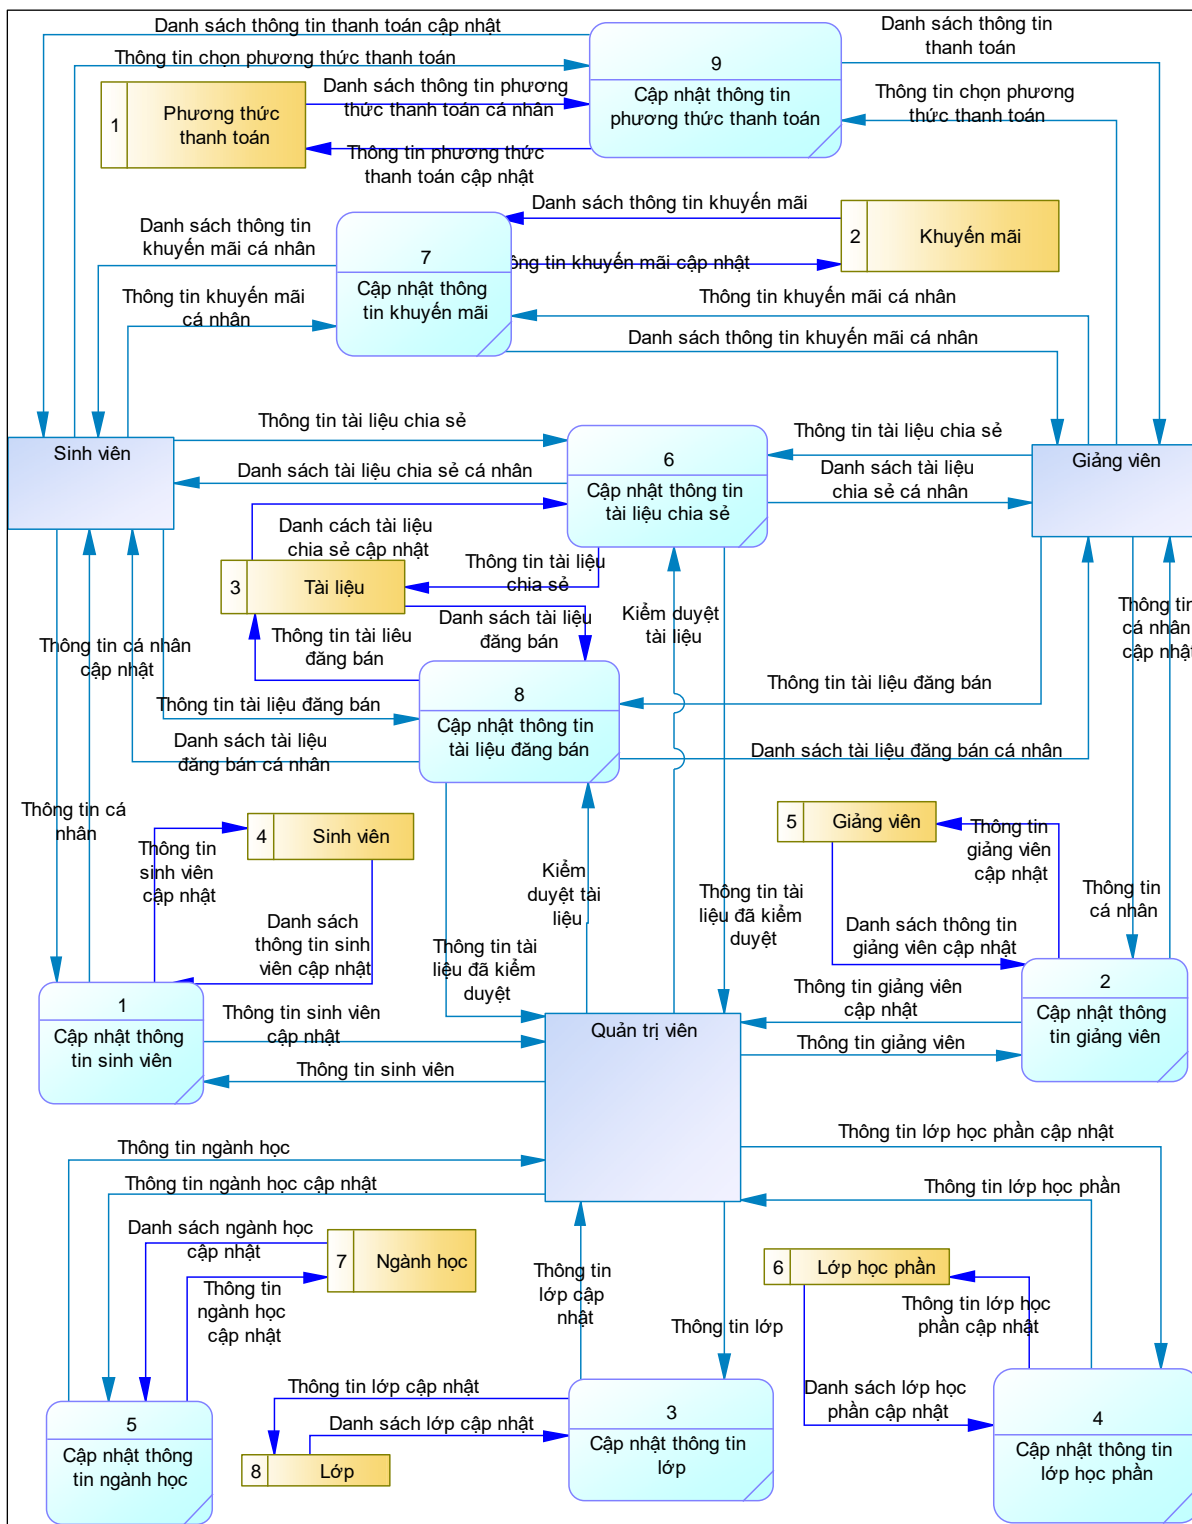 Danh sách thông tin thanh toán cập nhật
Thông tin chọn phương thức thanh toán
Danh sách thông tin phương
thức thanh toán cá nhân
1
Phương thức
thanh toán
Thông tin phương thức
thanh toán cập nhật
9
Cập nhật thông tin
phương thức thanh toán
Danh sách thông tin
thanh toán
Thông tin chọn phương
thức thanh toán
Danh sách thông tin khuyến mãi
2
Khuyến mãi
Danh sách thông tin
khuyến mãi cá nhân
7
Cập nhật thông
tin khuyến mãi
tin khuyến mãi cập nhật
Thông tin khuyến mãi
cá nhân
Thông tin khuyến mãi cá nhân
Danh sách thông tin khuyến mãi cá nhân
Sinh viên
Thông tin tài liệu chia sẻ
Danh sách tài liệu chia sẻ cá nhân
6
Cập nhật thông tin
tài liệu chia sẻ
Thông tin tài liệu chia sẻ
Danh sách tài liệu
chia sẻ cá nhân
Giảng viên
Danh cách tài liệu
chia sẻ cập nhật
Thông tin tài liệu
chia sẻ
3
Tài liệu
Danh sách tài liệu
đăng bán
Thông tin tài liêu
đăng bán
Kiểm duyệt
tài liệu
Thông tin
cá nhân
cập nhật
Thông tin cá nhân
cập nhật
8
Cập nhật thông tin
tài liệu đăng bán
Thông tin tài liệu đăng bán
Thông tin tài liệu đăng bán
Danh sách tài liệu
đăng bán cá nhân
Danh sách tài liệu đăng bán cá nhân
Thông tin cá
nhân
4
Sinh viên
Thông tin
sinh viên
cập nhật
Danh sách
thông tin sinh
viên cập nhật
Kiểm
duyệt tài
liệu
Thông tin tài
liệu đã kiểm
duyệt
Thông tin tài
liệu đã kiểm
duyệt
5
Giảng viên
Thông tin
giảng viên
cập nhật
Danh sách thông tin
giảng viên cập nhật
Thông tin
cá nhân
1
Cập nhật thông
tin sinh viên
Thông tin sinh viên
cập nhật
Thông tin sinh viên
Quản trị viên
Thông tin giảng viên
cập nhật
Thông tin giảng viên
2
Cập nhật thông
tin giảng viên
Thông tin ngành học
Thông tin ngành học cập nhật
Thông tin lớp học phần cập nhật
Thông tin lớp học phần
Danh sách ngành học
cập nhật
7
Ngành học
Thông tin
ngành học
cập nhật
Thông tin
lớp cập
nhật
Thông tin lớp
6
Lớp học phần
Thông tin lớp học
phần cập nhật
Danh sách lớp học
phần cập nhật
5
Cập nhật thông
tin ngành học
Thông tin lớp cập nhật
Danh sách lớp cập nhật
8
Lớp
3
Cập nhật thông tin
lớp
4
Cập nhật thông tin
lớp học phần